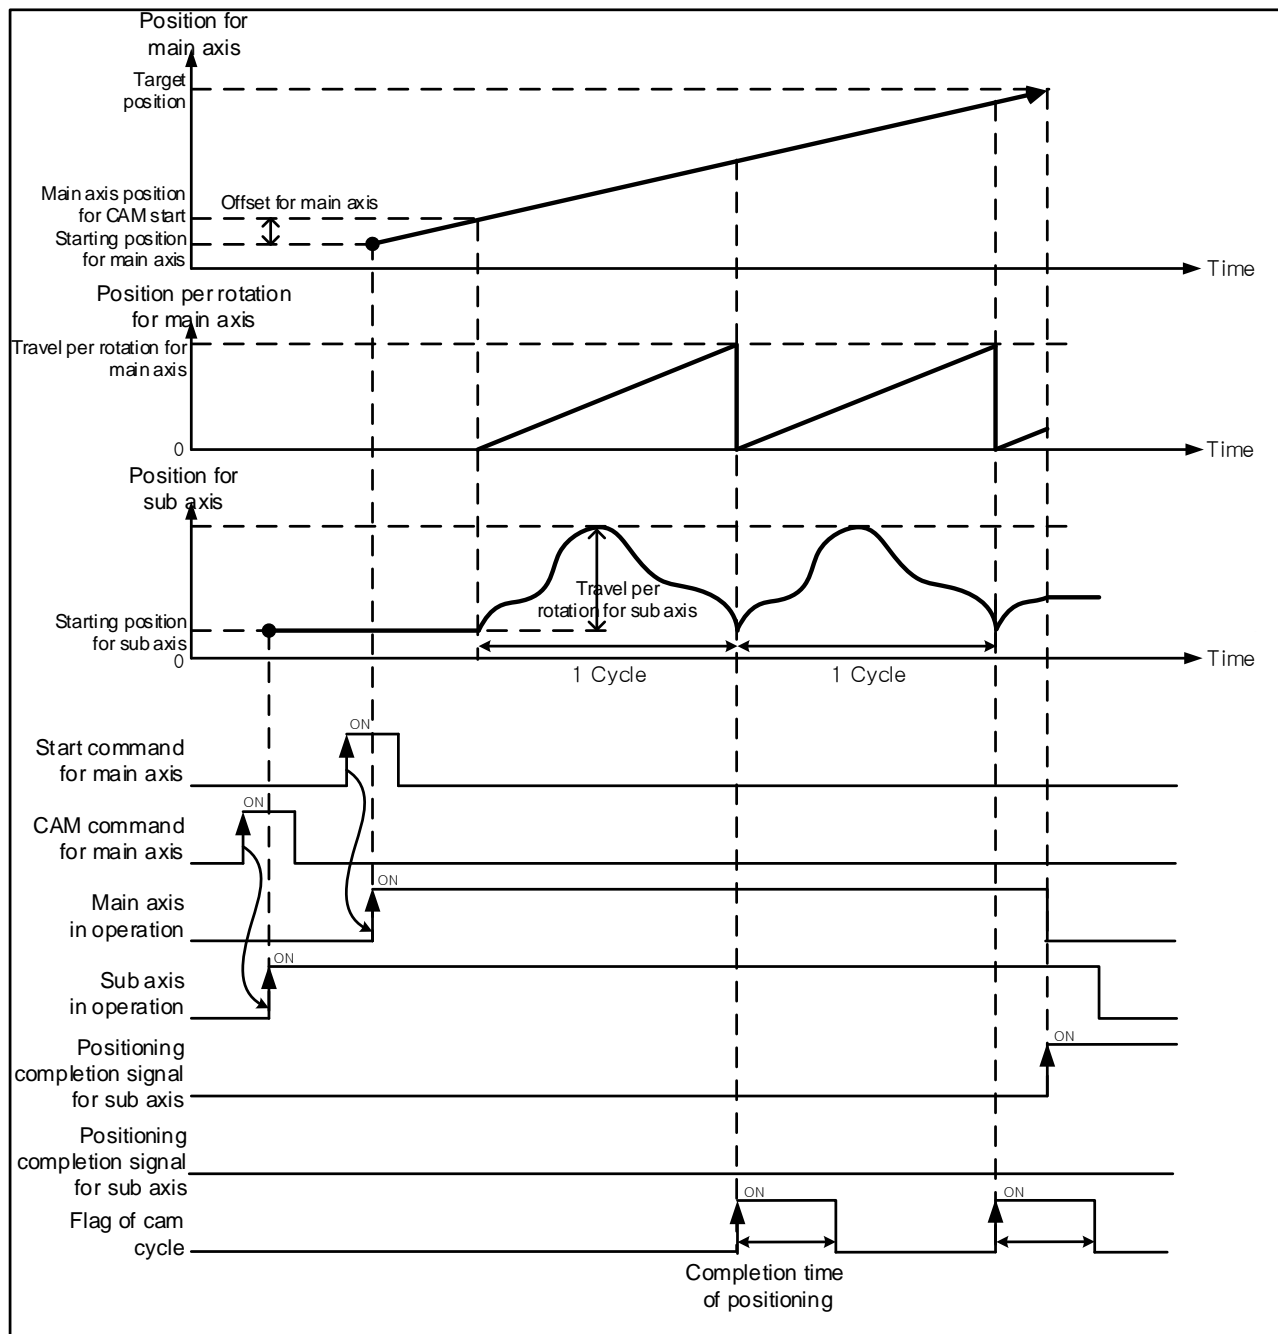 Position for
main axis
Target
position
Main axis position
for CAM start
Offset for main axis
Starting position
for main axis
Time
Position per rotation
for main axis
Travel per rotation for
main axis
0
Time
Position for
sub axis
Travel per
rotation for sub axis
Starting position
for sub axis
0
Time
1 Cycle
1 Cycle
ON
Start command
for main axis
ON
CAM command
for main axis
ON
Main axis
in operation
ON
Sub axis
in operation
ON
Positioning
completion signal
for sub axis
Positioning
completion signal
for sub axis
ON
ON
Flag of cam
cycle
Completion time
of positioning